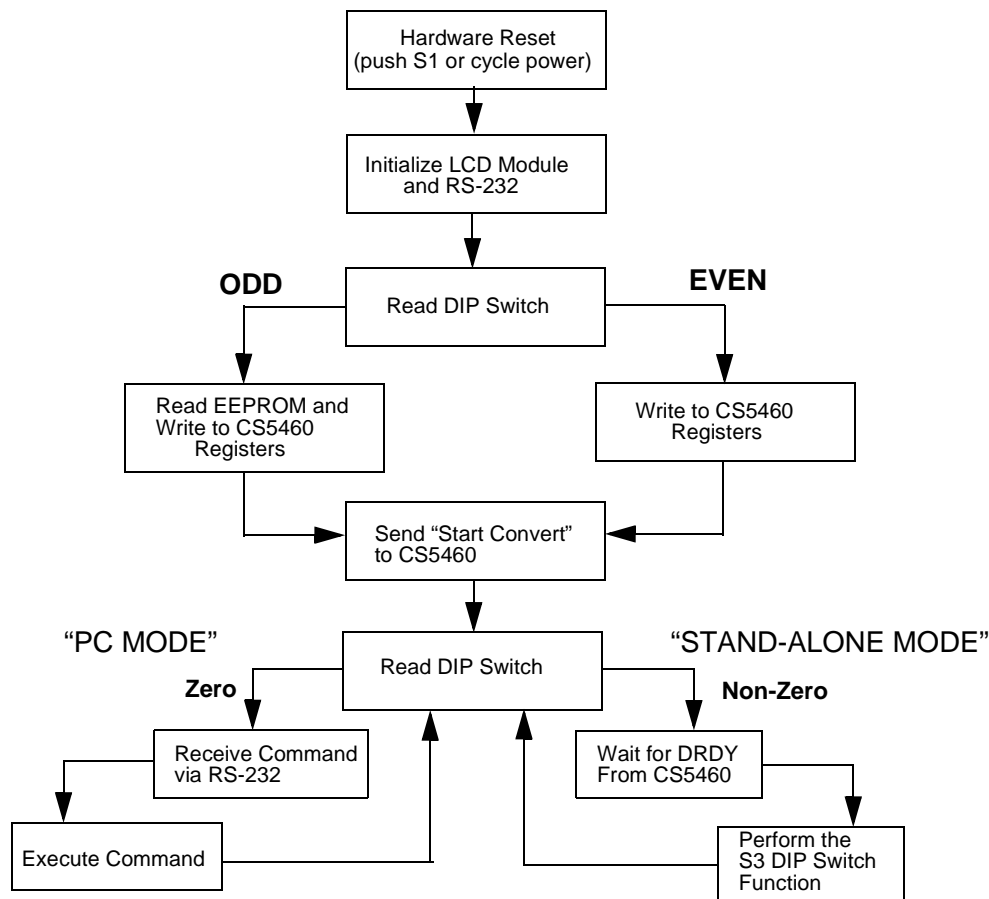 Hardware Reset
(push S1 or cycle power)
Initialize LCD Module
and RS-232
ODD
EVEN
Read DIP Switch
Read EEPROM and
Write to CS5460
Registers
Write to CS5460
Registers
Send “Start Convert”
to CS5460
“PC MODE”
“STAND-ALONE MODE”
Read DIP Switch
Zero
Non-Zero
Receive Command
via RS-232
Wait for DRDY
From CS5460
Execute Command
Perform the
S3 DIP Switch
Function